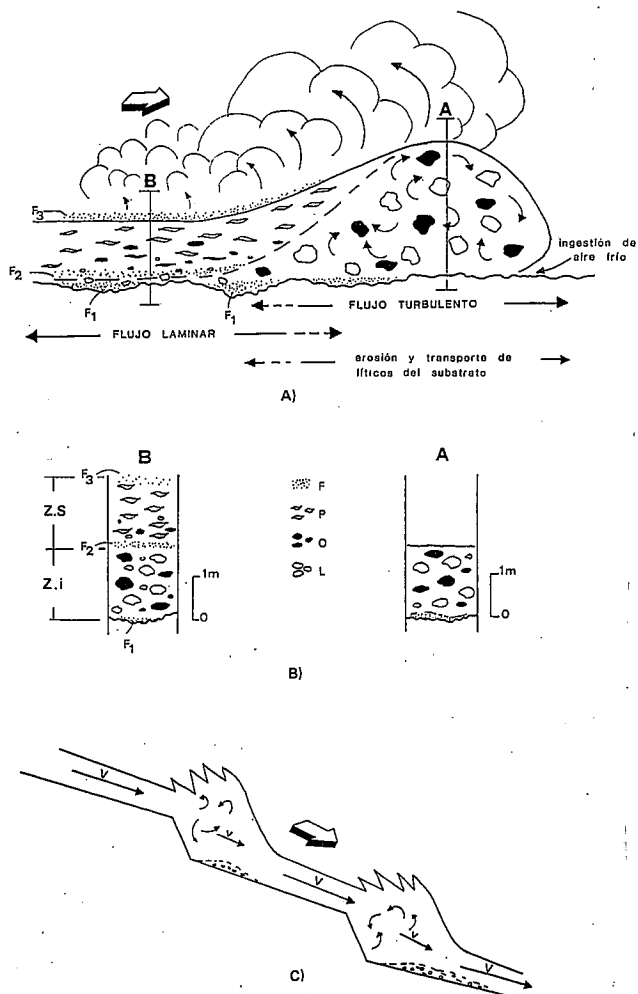 A
B
F3
F2
F1
F1
ingestión de
aire frío
FLUJO TURBULENTO
FLUJO LAMINAR
erosión y transporte de
líticos del substrato
A)
B
A
F3
Z.S
F2
Z.i
F1
1m
0
F
P
O
L
1m
0
B)
V
V
V
V
V
C)